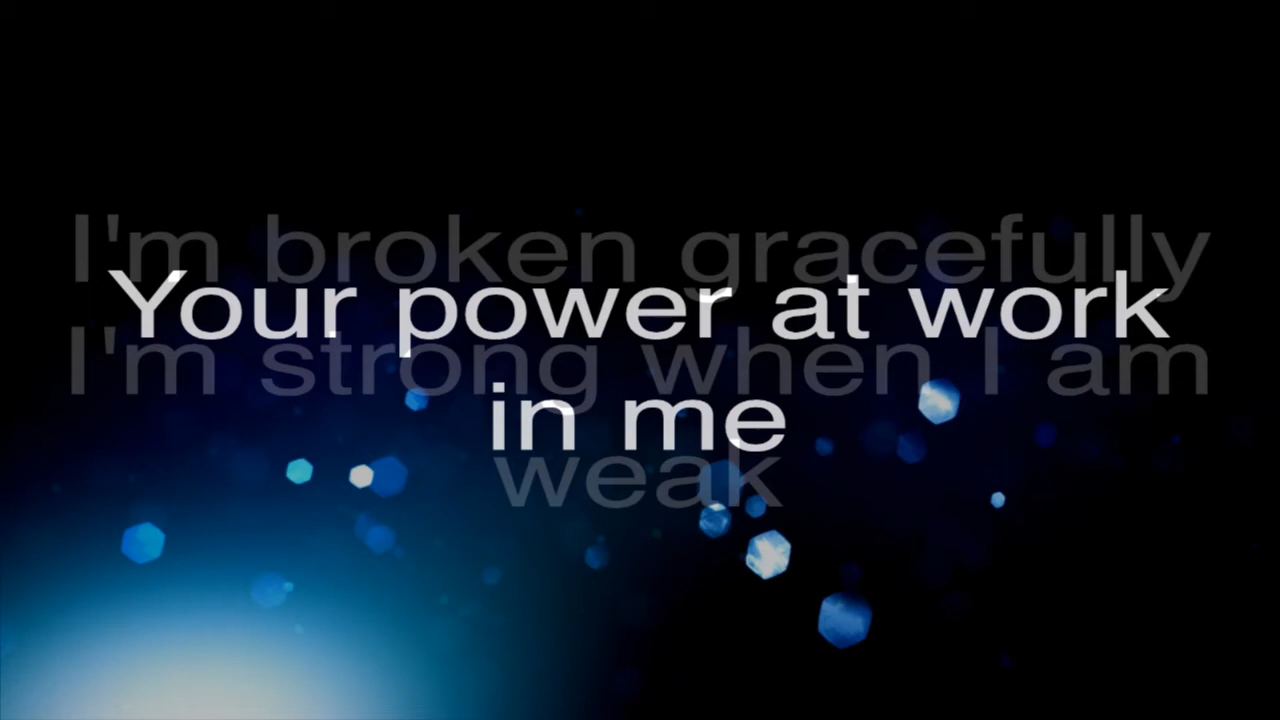 I'm broken gracefully
Your power at work
I'm strong when I am
in me
weak